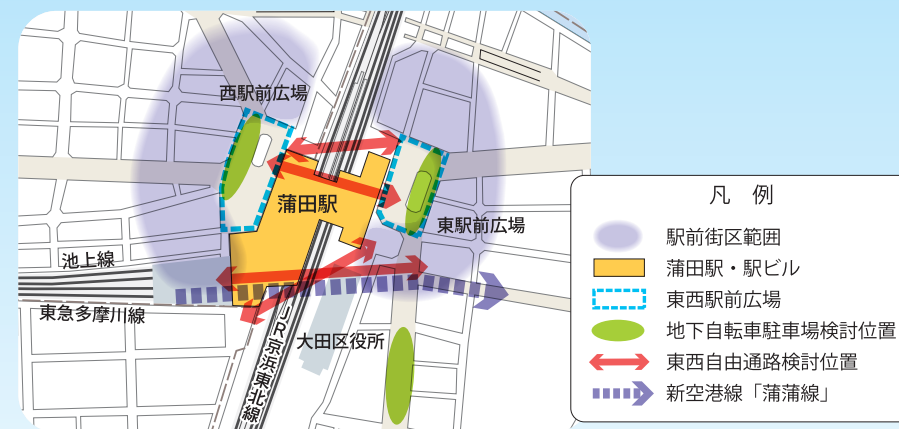 西駅前広場
蒲田駅
東駅前広場
池上線
東急多摩川線
大田区役所
JR京浜東北線
凡 例
駅前街区範囲
蒲田駅・駅ビル
東西駅前広場
地下自転車駐車場検討位置
東西自由通路検討位置
新空港線「蒲蒲線」